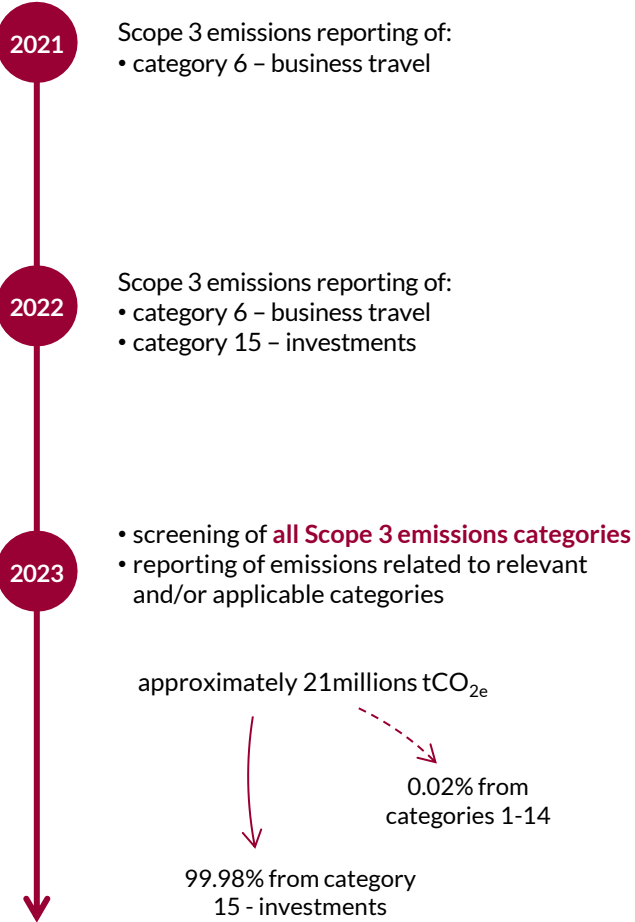 2021
Scope 3 emissions reporting of:
• category 6 – business travel
2022
Scope 3 emissions reporting of:
• category 6 – business travel
• category 15 – investments
2023
• screening of all Scope 3 emissions categories
• reporting of emissions related to relevant
and/or applicable categories
approximately 21millions tCO2e
0.02% from
categories 1-14
99.98% from category
15 - investments